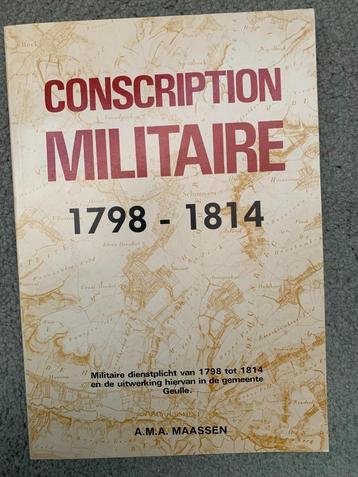 CONSCRIPTION
MILITAIRE
1798 - 1814
Militaire dienstplicht van 1798 tot 1814
en de uitwerking hiervan in de gemeente
Geulle.
A.M.A. MAASSEN